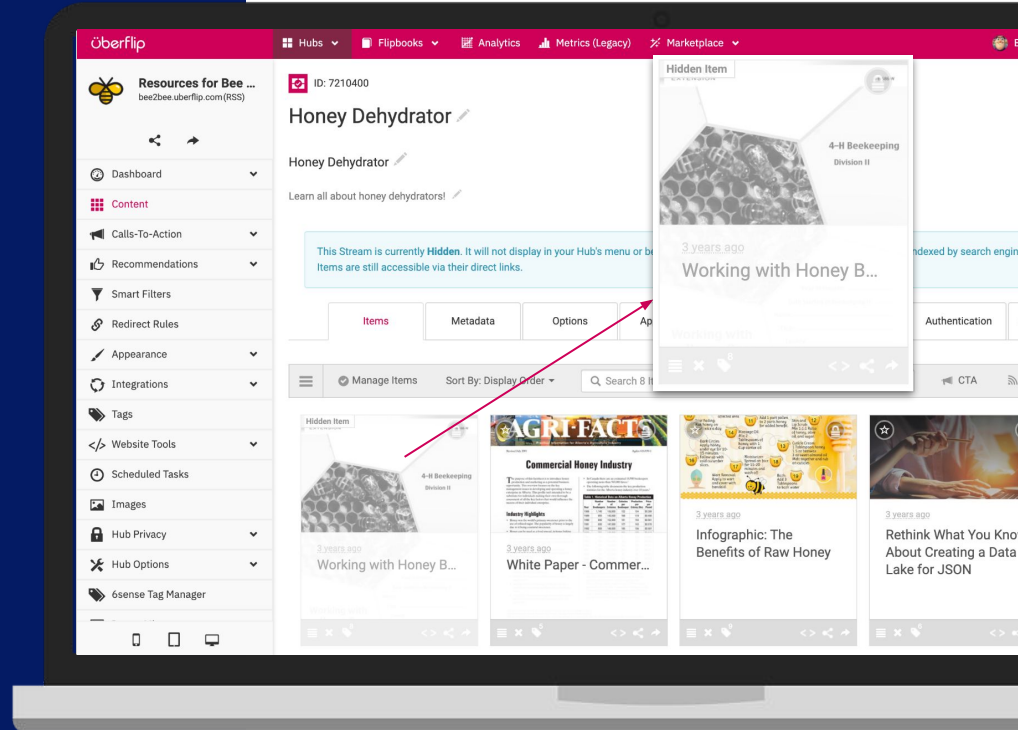 überflip
Hubs
Flipbooks
Analytics
Metrics (Legacy)
Marketplace
Resources for Bee ...
bee2bee.uberflip.com (RSS)
Dashboard
Content
Calls-To-Action
Recommendations
Smart Filters
Redirect Rules
Appearance
Integrations
Tags
Website Tools
Scheduled Tasks
Images
Hub Privacy
Hub Options
6sense Tag Manager
ID: 7210400
Honey Dehydrator
Honey Dehydrator
Learn all about honey dehydrators!
This Stream is currently Hidden. It will not display in your Hub's menu or be
ndexed by search engin
Items are still accessible via their direct links.
Items
Metadata
Options
Ap
Authentication
Manage Items
Sort By: Display Order
Search 8 It
CTA
Hidden Item
EXTENSION
4-H Beekeeping
Division II
3 years ago
Working with Honey B...
Hidden Item
4-H Beekeeping
Division II
3 years ago
Working with Honey B...
AGRI-FACTS
Commercial Honey Industry
Industry Highlights
3 years ago
White Paper - Commer...
3 years ago
Infographic: The
Benefits of Raw Honey
3 years ago
Rethink What You Know
About Creating a Data
Lake for JSON